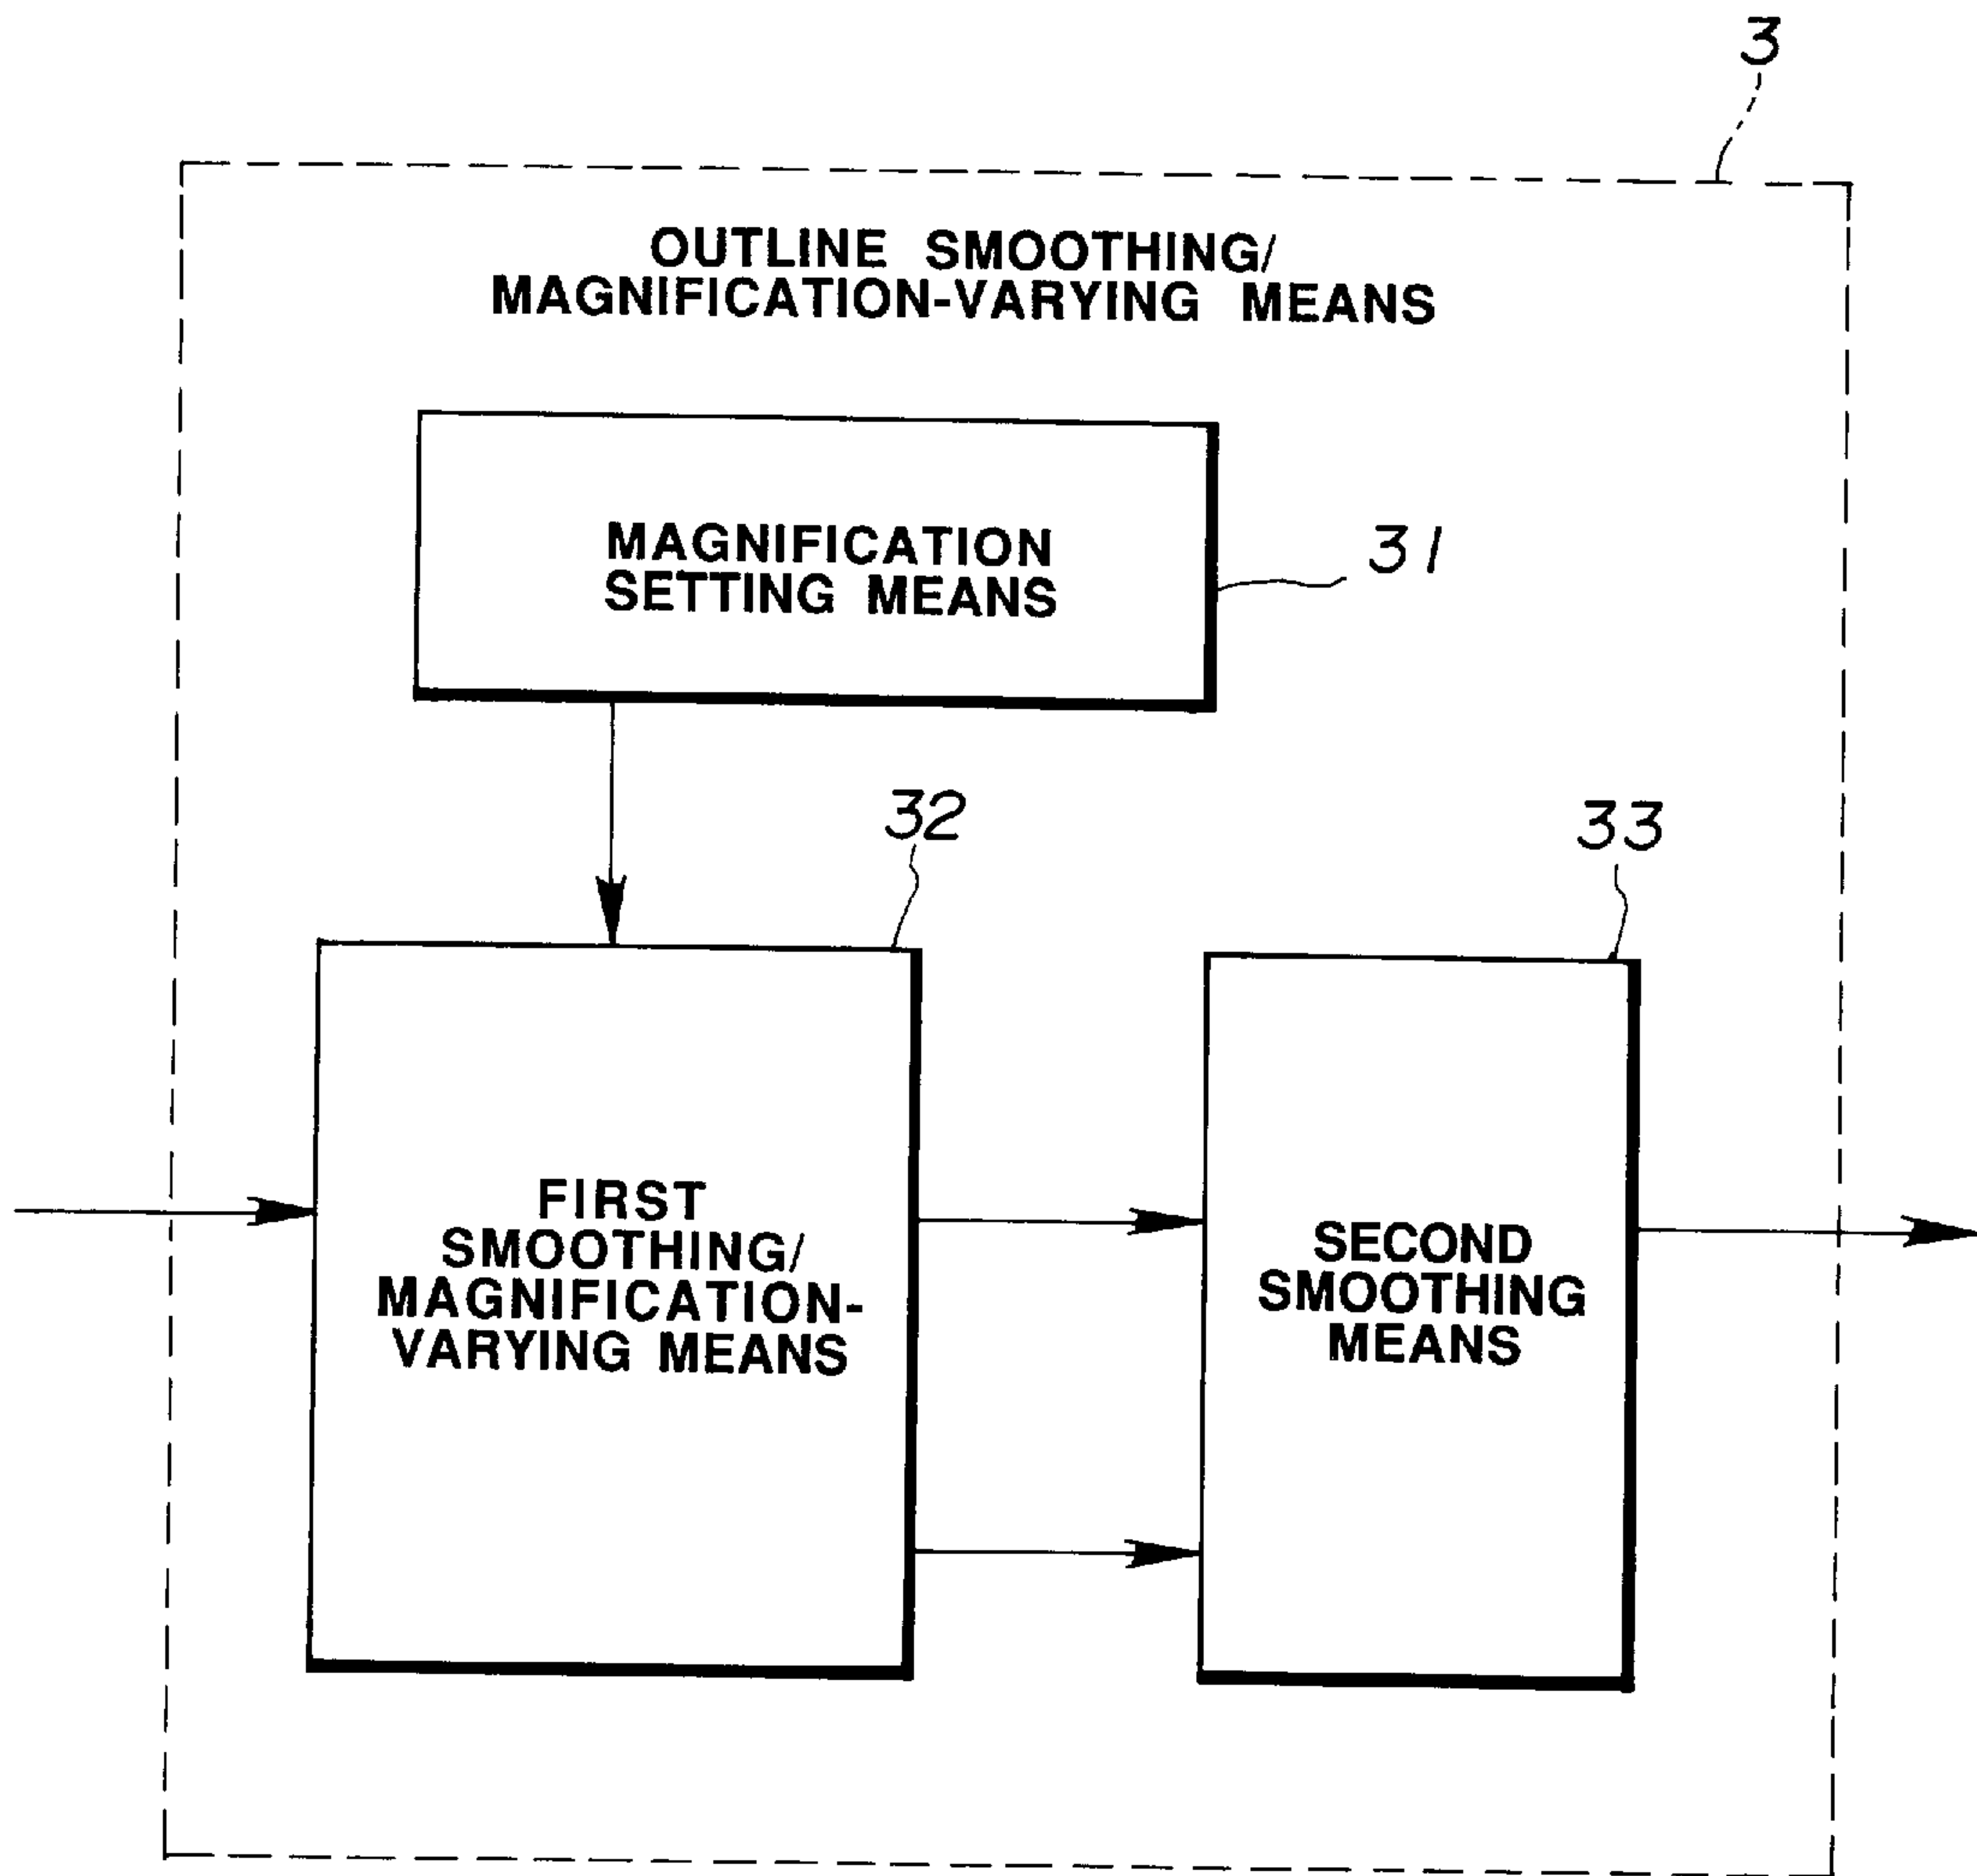 3
OUTLINE SMOOTHING/
MAGNIFICATION-VARYING MEANS
MAGNIFICATION
SETTING MEANS
31
32
33
FIRST
SMOOTHING/
MAGNIFICATION-
VARYING MEANS
SECOND
SMOOTHING
MEANS